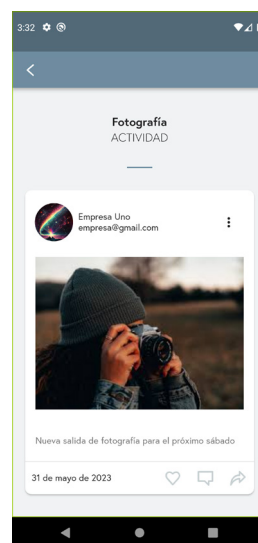 3:32
Fotografía
ACTIVIDAD
Empresa Uno
empresa@gmail.com
Nueva salida de fotografía para el próximo sábado
31 de mayo de 2023